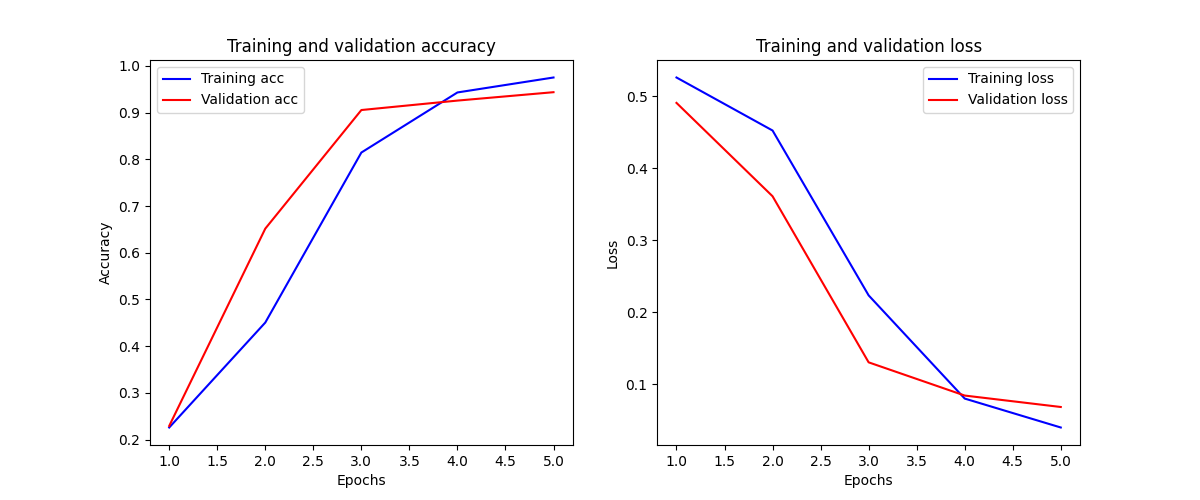 Training and validation accuracy
1.0
0.9
0.8
0.7
0.6
0.5
0.4
0.3
0.2
Accuracy
Training acc
Validation acc
1.0 1.5 2.0 2.5 3.0 3.5 4.0 4.5 5.0
Epochs
Training and validation loss
0.5
0.4
0.3
0.2
0.1
Loss
Training loss
Validation loss
1.0 1.5 2.0 2.5 3.0 3.5 4.0 4.5 5.0
Epochs